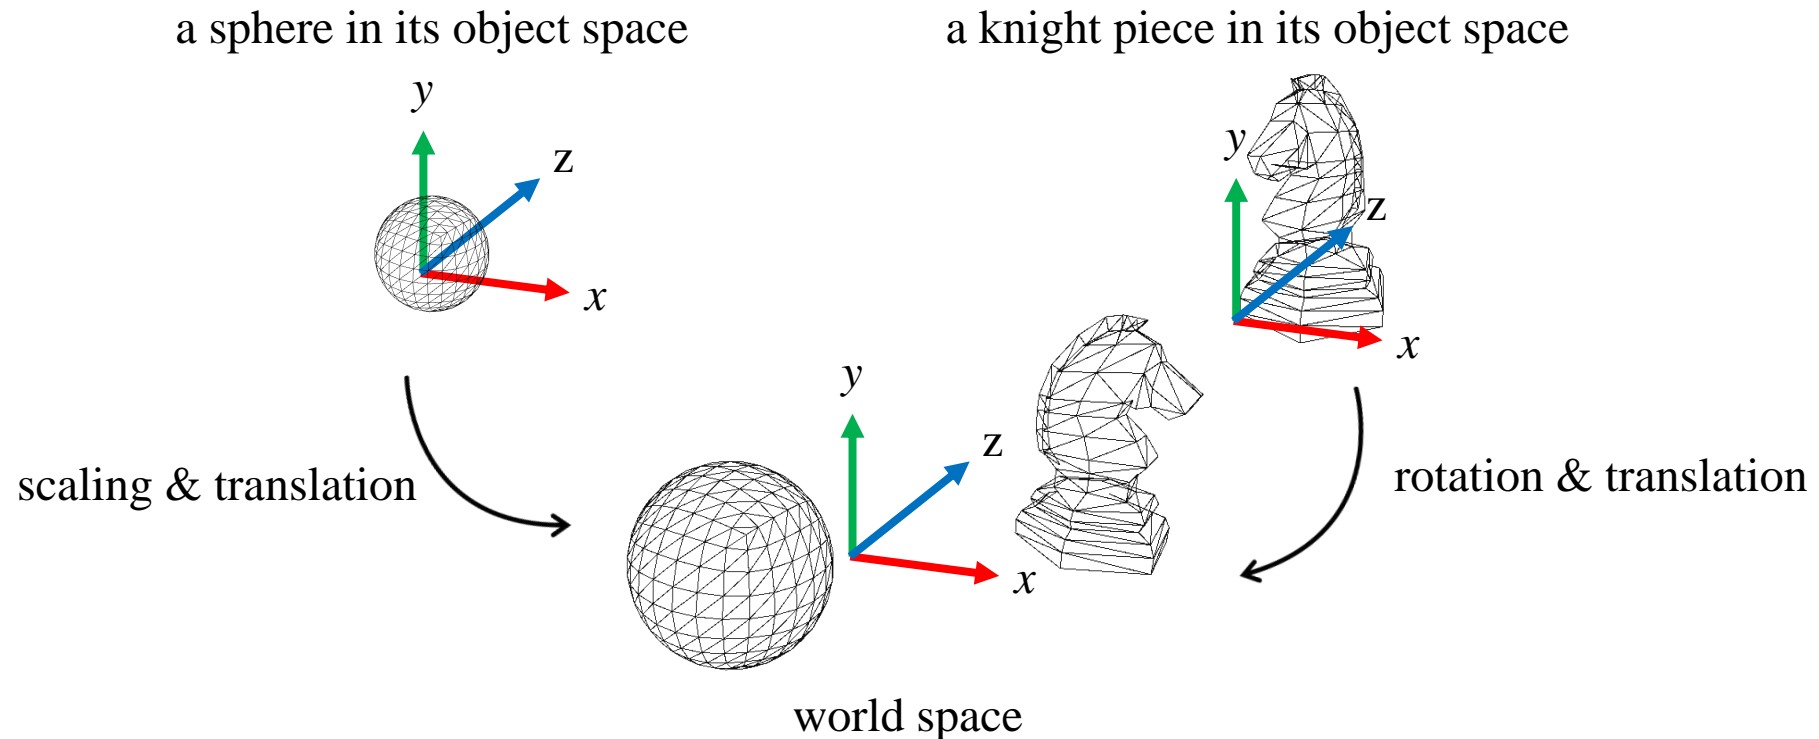 a sphere in its object space
a knight piece in its object space
y
z
x
y
z
x
scaling & translation
y
z
x
rotation & translation
world space